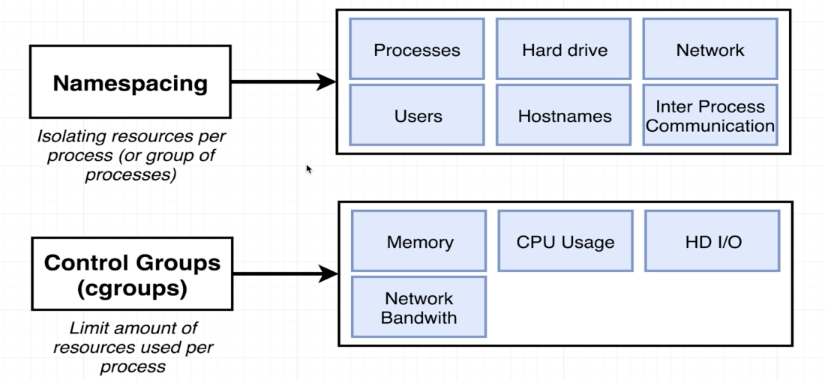 Namespacing
Isolating resources per
process (or group of
processes)
Processes
Hard drive
Network
Users
Hostnames
Inter Process
Communication
Control Groups
(cgroups)
Limit amount of
resources used per
process
Memory
CPU Usage
HD I/O
Network
Bandwith